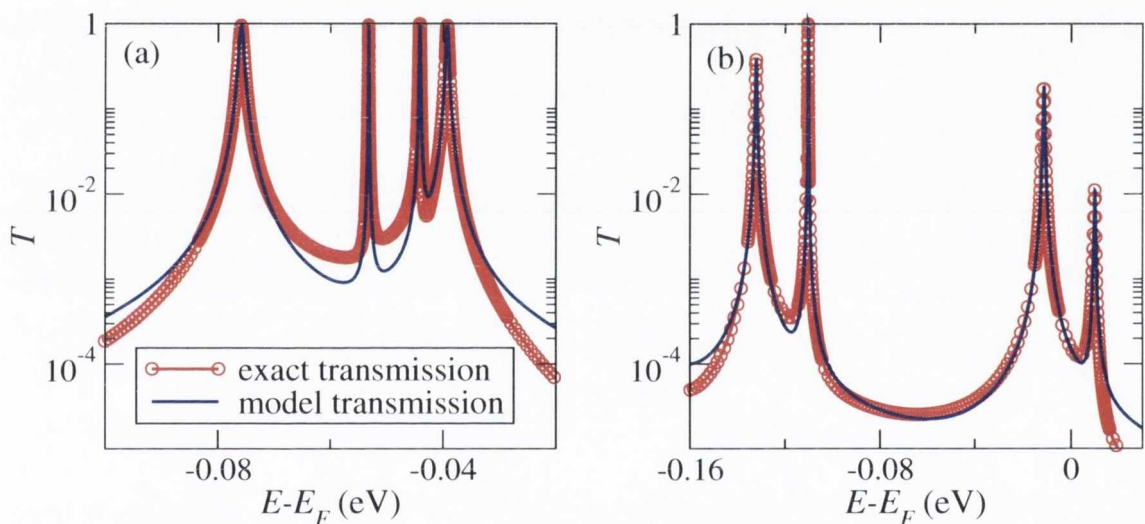 (a)
1
10⁻²
10⁻⁴
T
-0.08
-0.04
E-E_F (eV)
exact transmission
model transmission
(b)
1
10⁻²
10⁻⁴
T
-0.16
-0.08
0
E-E_F (eV)